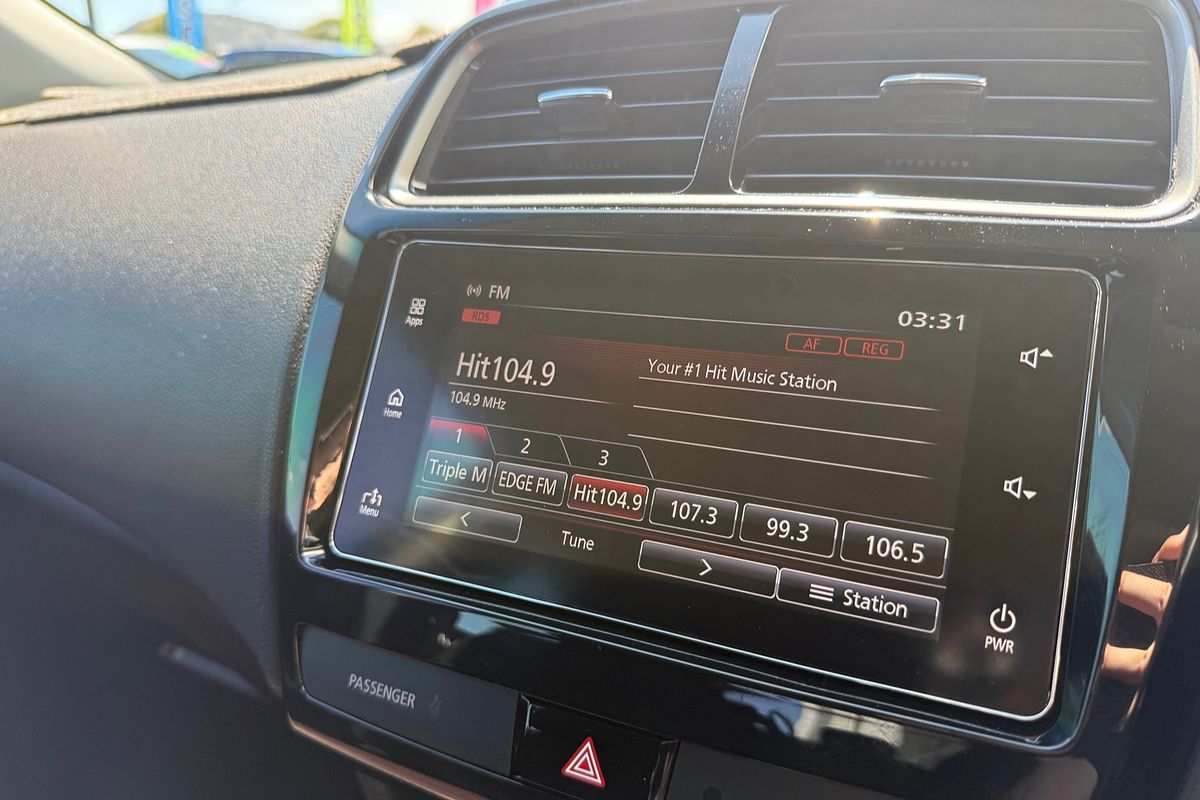 FM
03:31
Apps
RDS
AF REG
Hit104.9
Your #1 Hit Music Station
104.9 MHz
Home
1 2 3
Triple M EDGE FM Hit104.9 107.3 99.3 106.5
< Tune > Station
Menu
PWR
PASSENGER